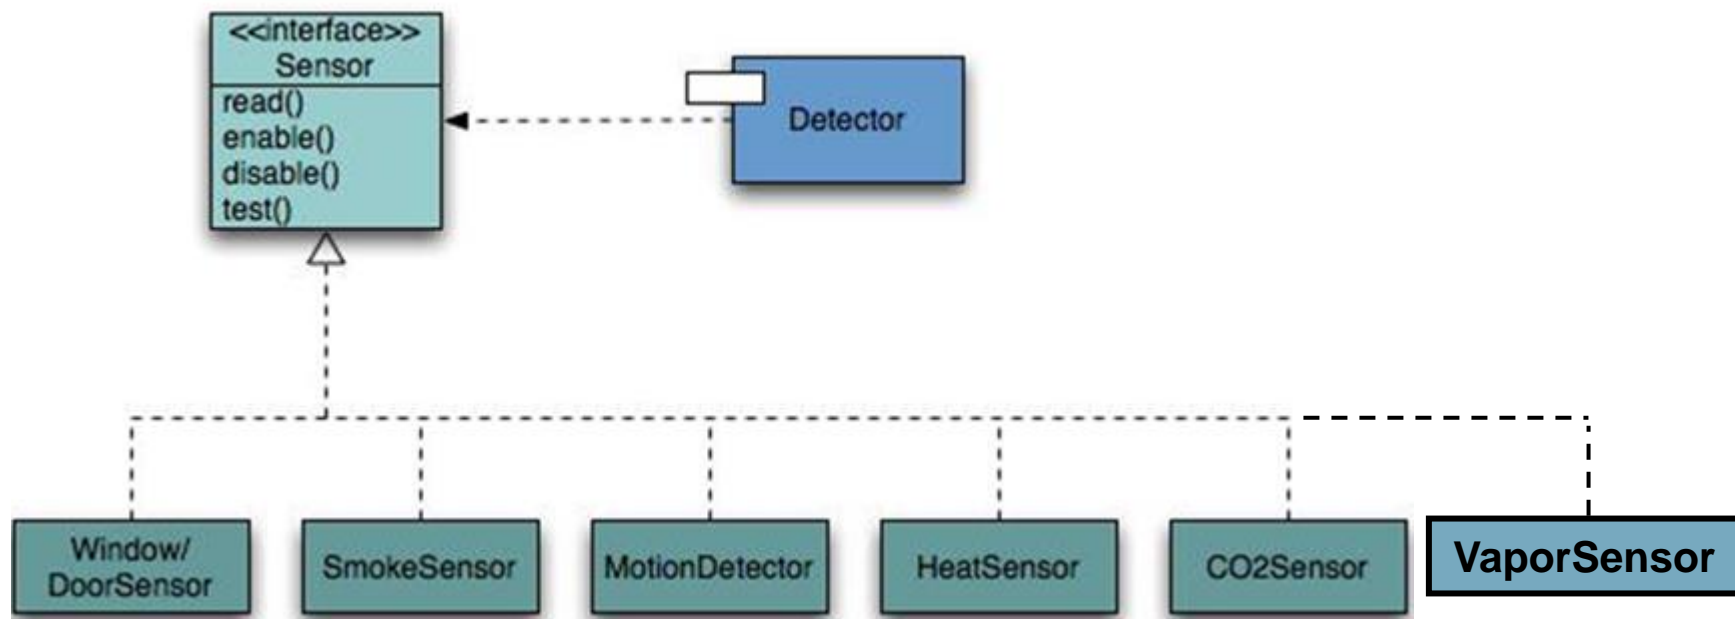 <<interface>>
Sensor
read()
enable()
disable()
test()
Detector
Window/
DoorSensor
SmokeSensor
MotionDetector
HeatSensor
CO2Sensor
VaporSensor